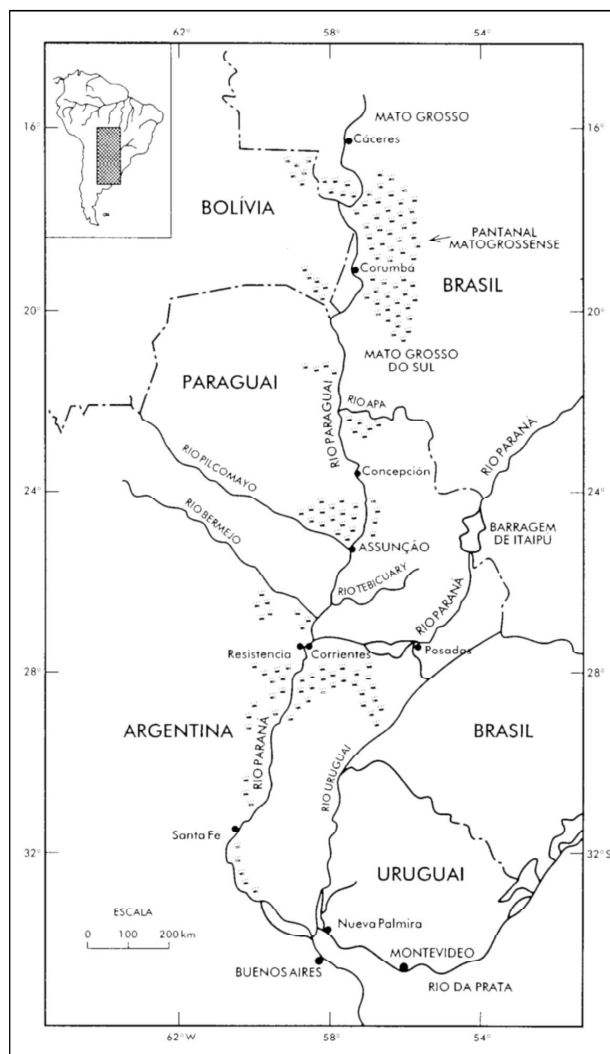 62°
58°
54°
MATO GROSSO
16°
16°
Cáceres
BOLÍVIA
PANTANAL
MATOGROSSENSE
Corumbá
BRASIL
20°
20°
MATO GROSSO
DO SUL
PARAGUAI
RIO APA
RIO PARAGUAI
RIO PARANÁ
RIO PILCOMAYO
Concepción
24°
24°
RIO BERMEJO
BARRAGEM
DE ITAIPÚ
ASSUNÇÃO
RIO TEBICUARY
RIO PARANÁ
Resistencia
Corrientes
Posadas
28°
28°
ARGENTINA
BRASIL
RIO PARANÁ
RIO URUGUAI
Santa Fe
32°
32°S
URUGUAI
ESCALA
0 100 200 km
Nueva Palmira
MONTEVIDEO
BUENOS AIRES
RIO DA PRATA
62°W
58°
54°